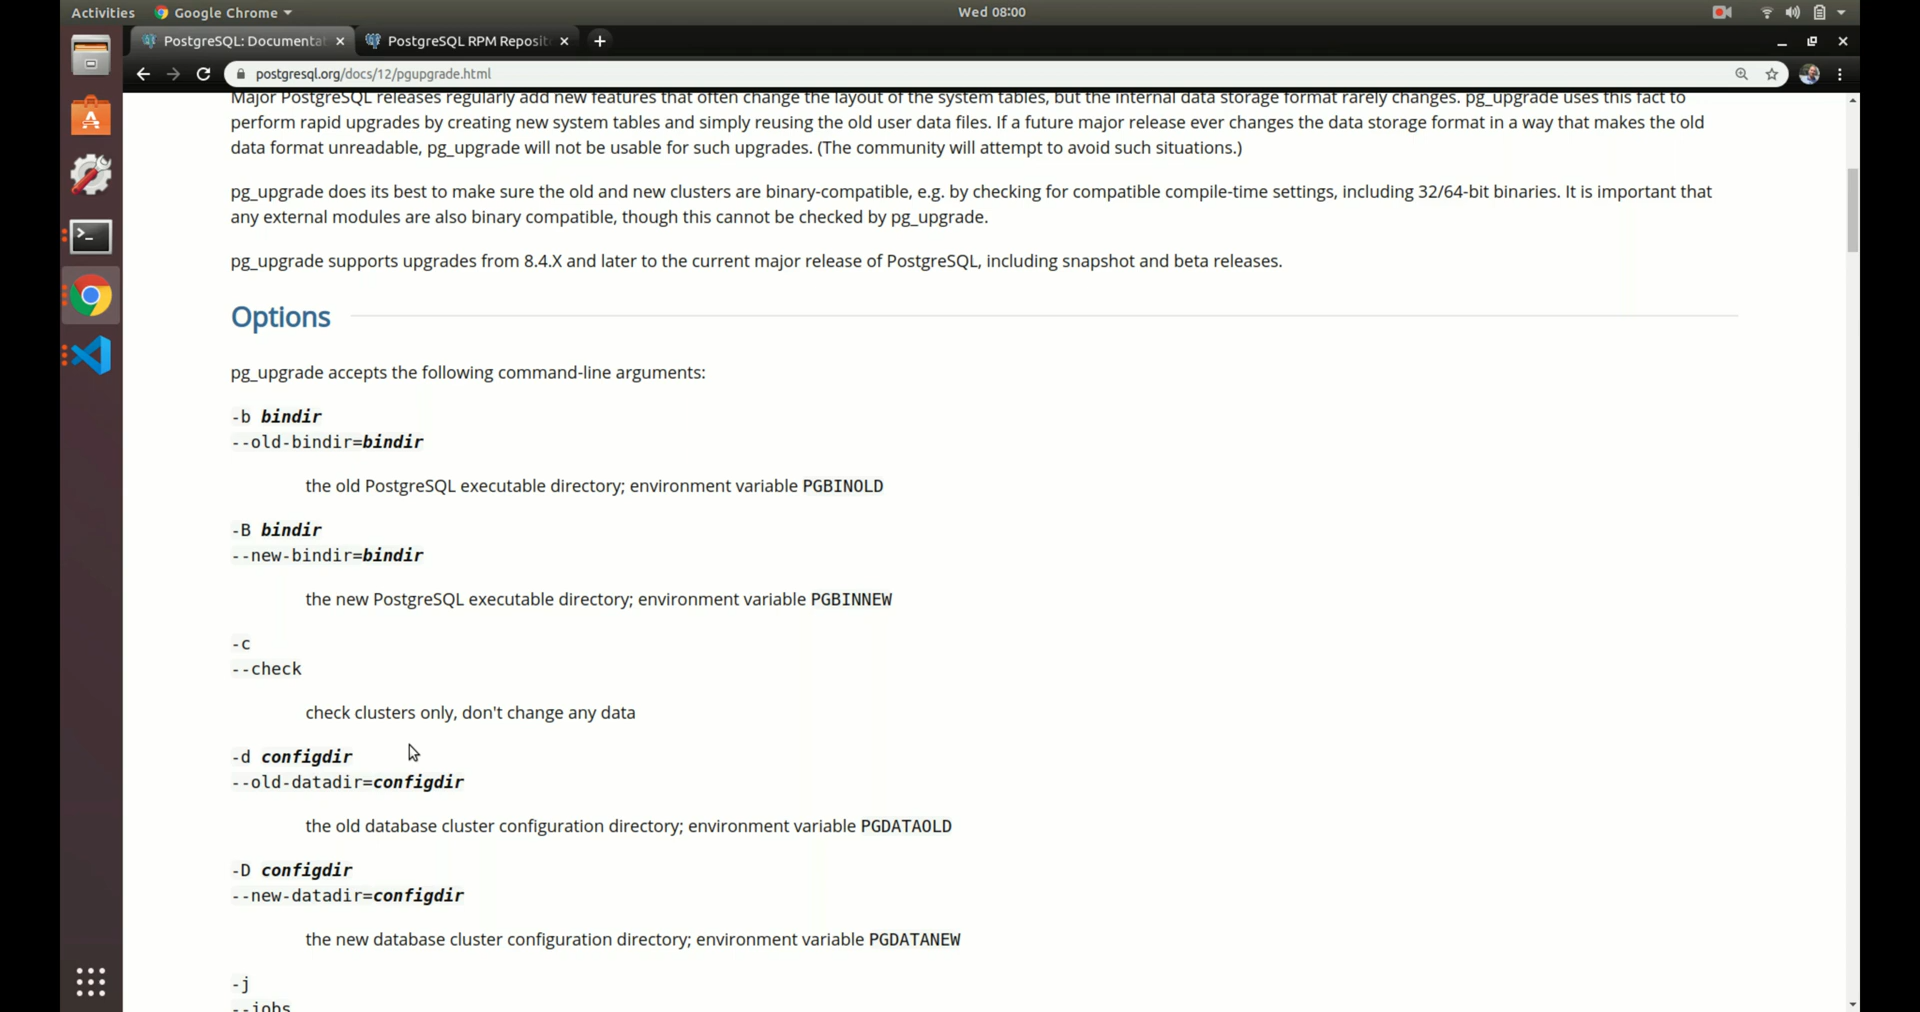 Activities
Google Chrome
Wed 08:00
PostgreSQL: Documenta
PostgreSQL RPM Reposit
postgresql.org/docs/12/pgupgrade.html
Major PostgreSQL releases regularly add new features that often change the layout of the system tables, but the internal data storage format rarely changes. pg_upgrade uses this fact to
perform rapid upgrades by creating new system tables and simply reusing the old user data files. If a future major release ever changes the data storage format in a way that makes the old
data format unreadable, pg_upgrade will not be usable for such upgrades. (The community will attempt to avoid such situations.)
pg_upgrade does its best to make sure the old and new clusters are binary-compatible, e.g. by checking for compatible compile-time settings, including 32/64-bit binaries. It is important that
any external modules are also binary compatible, though this cannot be checked by pg_upgrade.
pg_upgrade supports upgrades from 8.4.X and later to the current major release of PostgreSQL, including snapshot and beta releases.
Options
pg_upgrade accepts the following command-line arguments:
-b bindir
--old-bindir=bindir
the old PostgreSQL executable directory; environment variable PGBINOLD
-B bindir
--new-bindir=bindir
the new PostgreSQL executable directory; environment variable PGBINNEW
-c
--check
check clusters only, don't change any data
-d configdir
--old-datadir=configdir
the old database cluster configuration directory; environment variable PGDATAOLD
-D configdir
--new-datadir=configdir
the new database cluster configuration directory; environment variable PGDATANEW
-j
--jobs